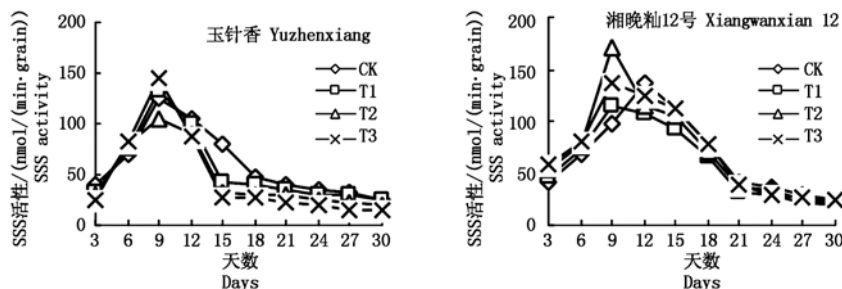 玉针香 Yuzhenxiang
SSS活性/(nmol/(min·grain))
SSS activity
200
150
100
50
0
CK
T1
T2
T3
3 6 9 12 15 18 21 24 27 30
天数
Days
湘晚籼12号 Xiangwanxian 12
SSS活性/(nmol/(min·grain))
SSS activity
200
150
100
50
0
CK
T1
T2
T3
3 6 9 12 15 18 21 24 27 30
天数
Days